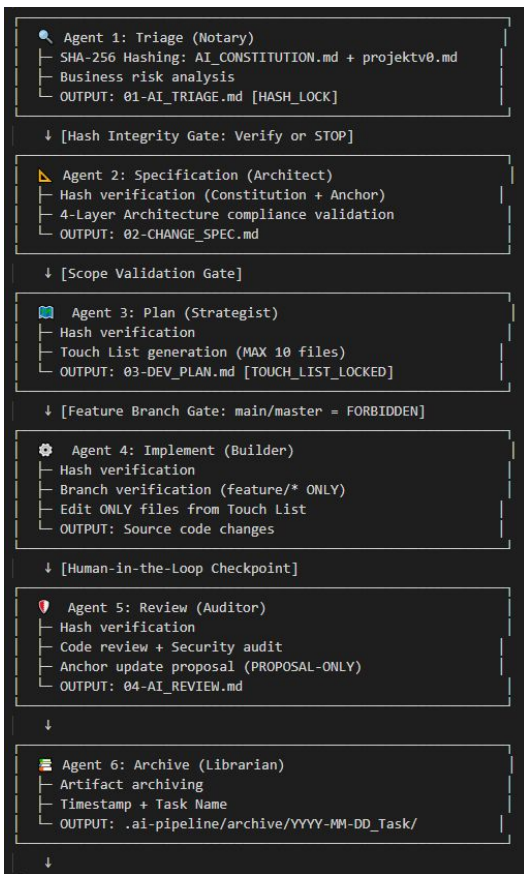 🔍 Agent 1: Triage (Notary)
├─ SHA-256 Hashing: AI_CONSTITUTION.md + projektv0.md
├─ Business risk analysis
└─ OUTPUT: 01-AI_TRIAGE.md [HASH_LOCK]
↓ [Hash Integrity Gate: Verify or STOP]
📐 Agent 2: Specification (Architect)
├─ Hash verification (Constitution + Anchor)
├─ 4-Layer Architecture compliance validation
└─ OUTPUT: 02-CHANGE_SPEC.md
↓ [Scope Validation Gate]
🗺️ Agent 3: Plan (Strategist)
├─ Hash verification
├─ Touch List generation (MAX 10 files)
└─ OUTPUT: 03-DEV_PLAN.md [TOUCH_LIST_LOCKED]
↓ [Feature Branch Gate: main/master = FORBIDDEN]
⚙️ Agent 4: Implement (Builder)
├─ Hash verification
├─ Branch verification (feature/* ONLY)
├─ Edit ONLY files from Touch List
└─ OUTPUT: Source code changes
↓ [Human-in-the-Loop Checkpoint]
🛡️ Agent 5: Review (Auditor)
├─ Hash verification
├─ Code review + Security audit
├─ Anchor update proposal (PROPOSAL-ONLY)
└─ OUTPUT: 04-AI_REVIEW.md
↓
📚 Agent 6: Archive (Librarian)
├─ Artifact archiving
├─ Timestamp + Task Name
└─ OUTPUT: .ai-pipeline/archive/YYYY-MM-DD_Task/
↓